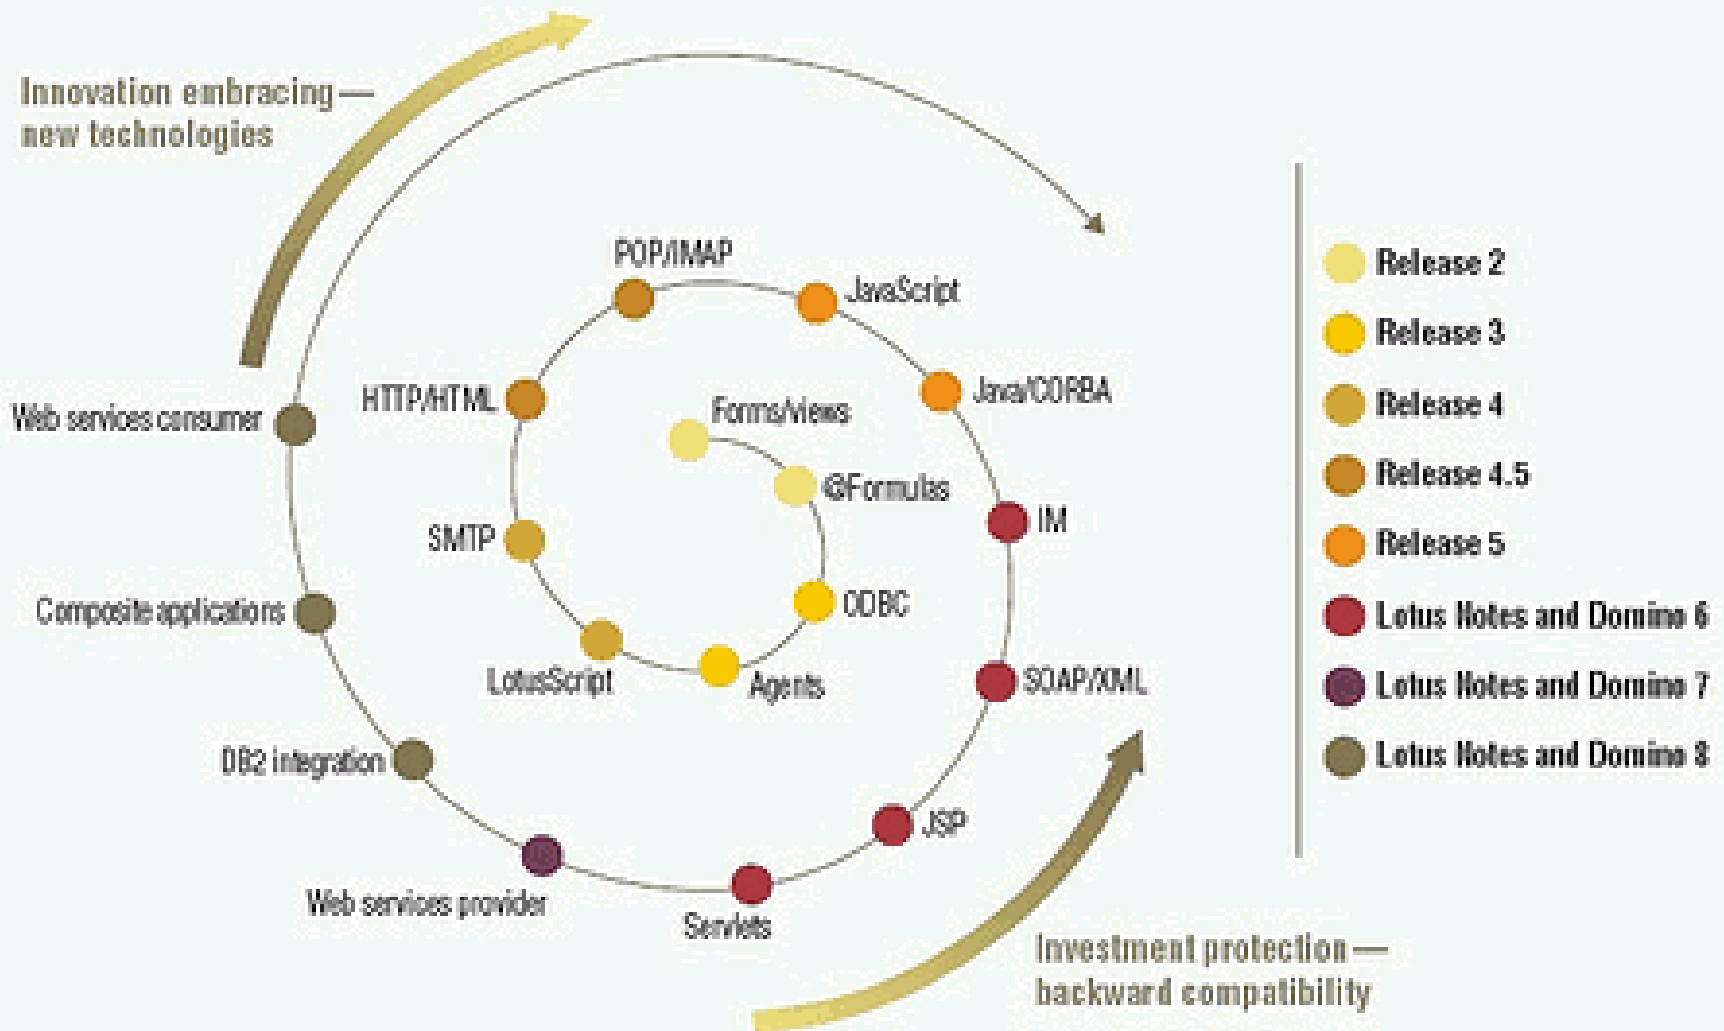 Innovation embracing—
new technologies
POP/IMAP
JavaScript
HTTP/HTML
Java/CORBA
Forms/views
Web services consumer
@Formulas
IM
SMTP
ODBC
Composite applications
LotusScript
Agents
SOAP/XML
DB2 integration
JSP
Web services provider
Servlets
Investment protection—
backward compatibility
Release 2
Release 3
Release 4
Release 4.5
Release 5
Lotus Notes and Domino 6
Lotus Notes and Domino 7
Lotus Notes and Domino 8